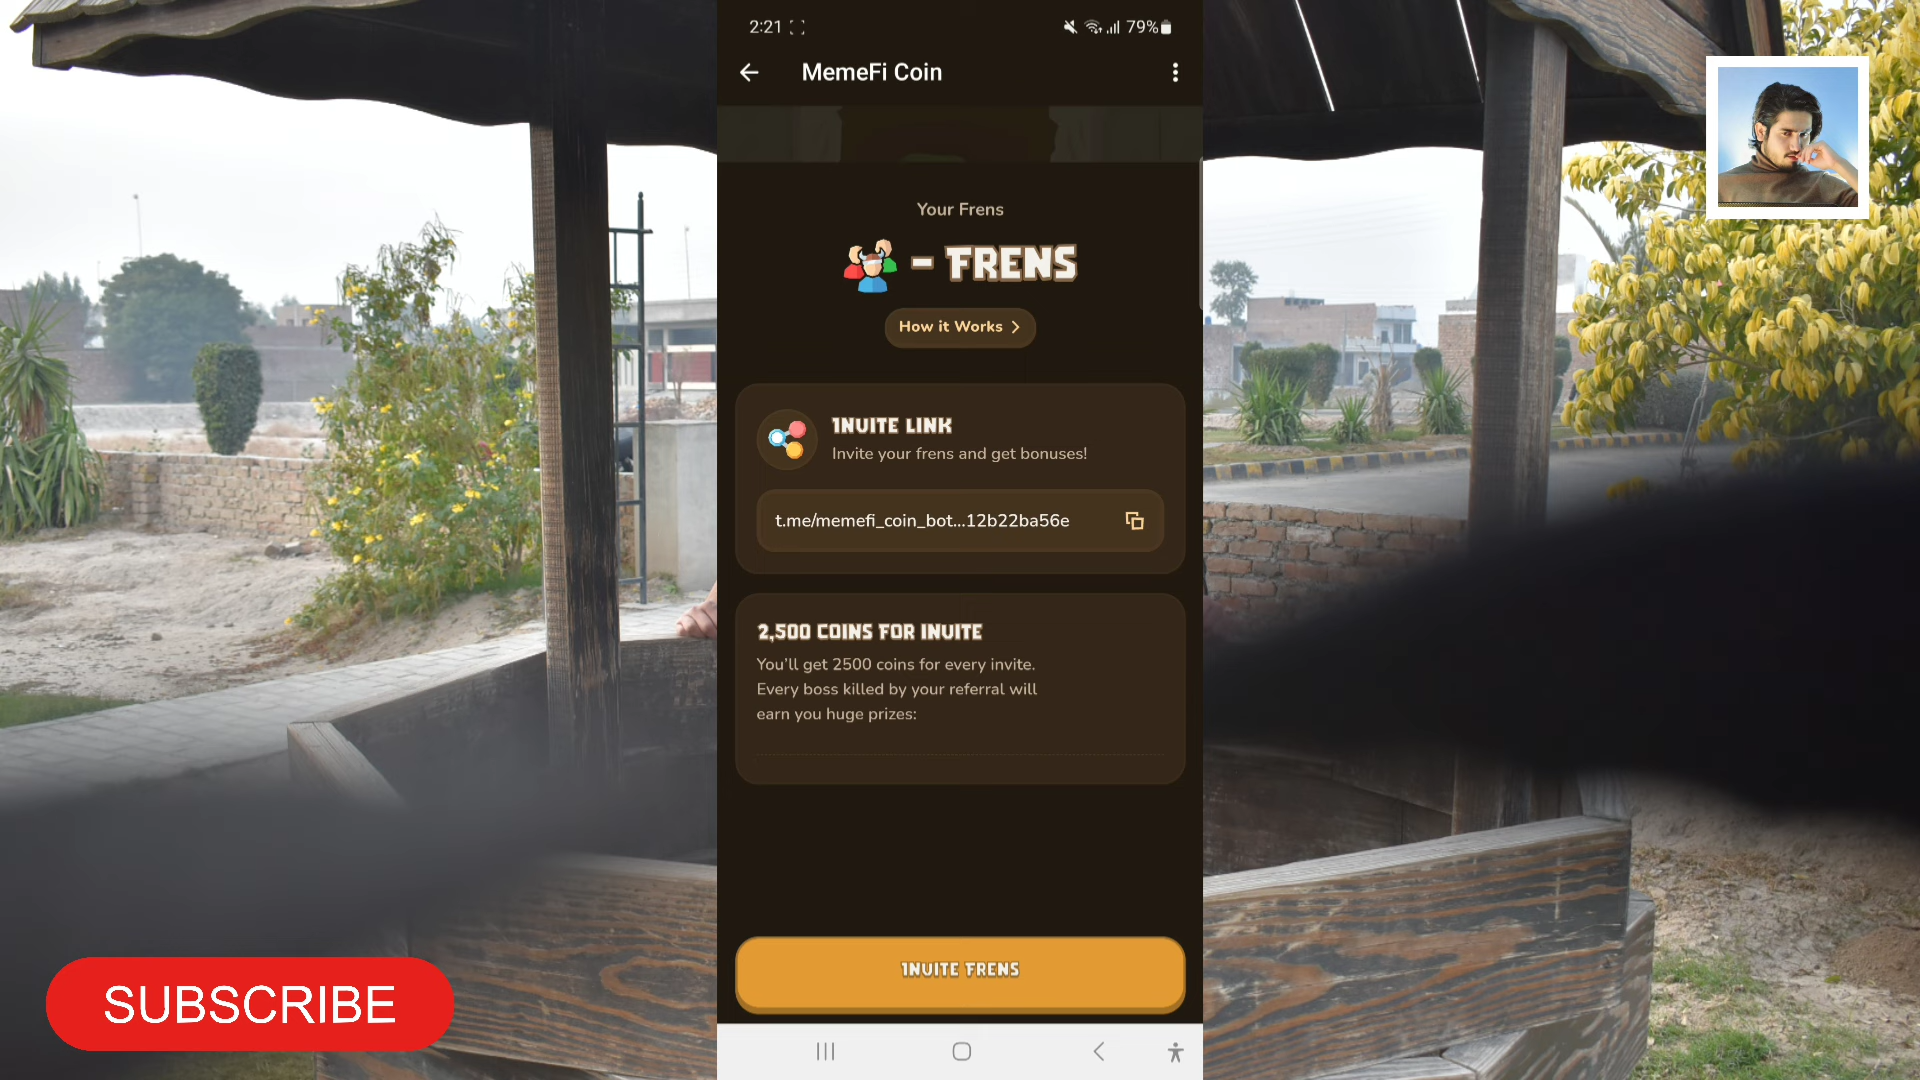 2:21
79%
MemeFi Coin
Your Frens
- FRENS
How it Works
INVITE LINK
Invite your frens and get bonuses!
t.me/memefi_coin_bot...12b22ba56e
2,500 COINS FOR INVITE
You'll get 2500 coins for every invite.
Every boss killed by your referral will
earn you huge prizes:
INVITE FRENS
SUBSCRIBE